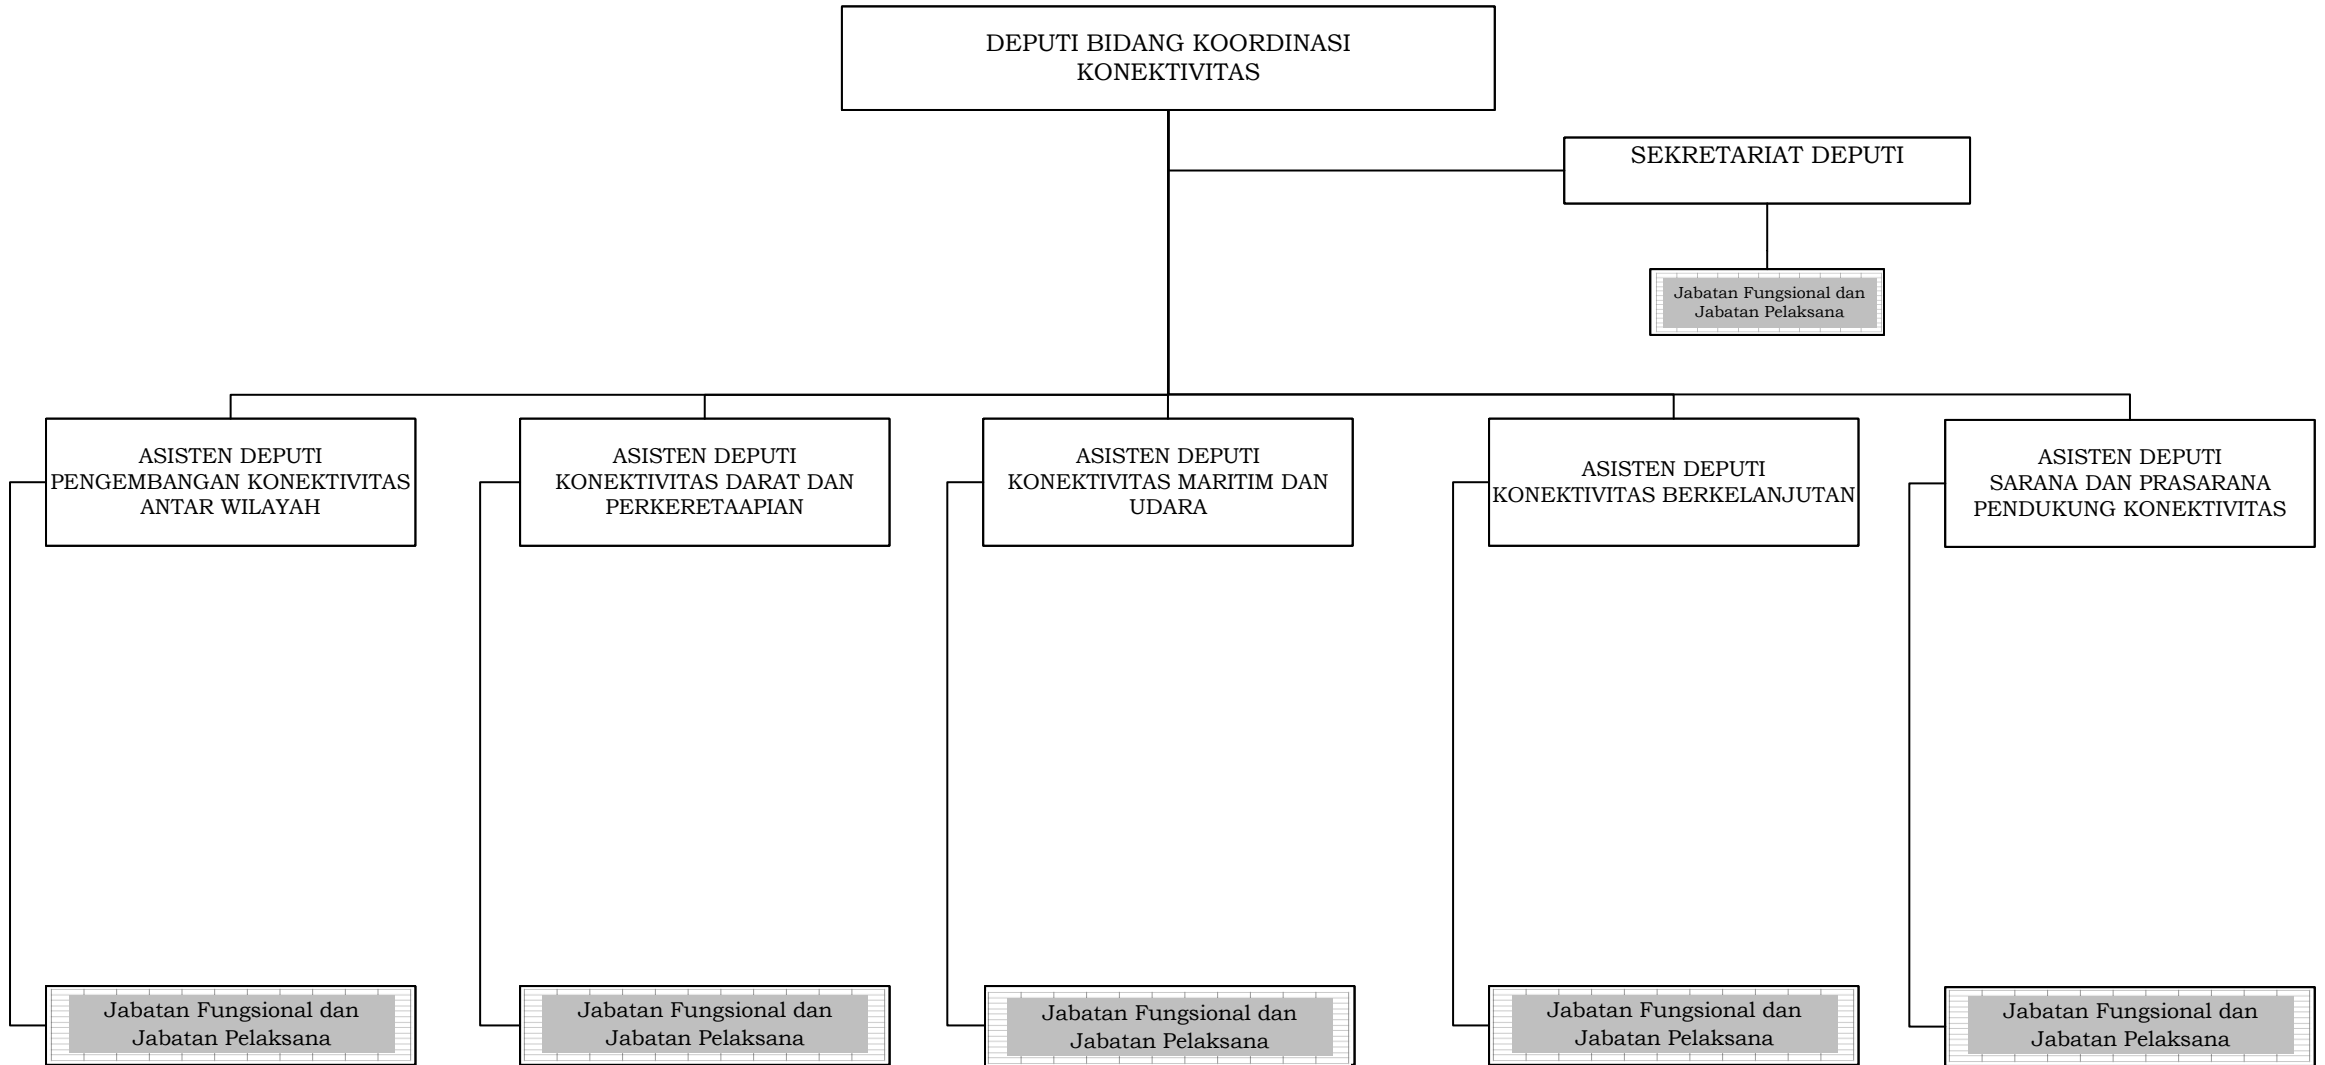 DEPUTI BIDANG KOORDINASI
KONEKTIVITAS
SEKRETARIAT DEPUTI
Jabatan Fungsional dan
Jabatan Pelaksana
ASISTEN DEPUTI
PENGEMBANGAN KONEKTIVITAS
ANTAR WILAYAH
ASISTEN DEPUTI
KONEKTIVITAS DARAT DAN
PERKERETAAPIAN
ASISTEN DEPUTI
KONEKTIVITAS MARITIM DAN
UDARA
ASISTEN DEPUTI
KONEKTIVITAS BERKELANJUTAN
ASISTEN DEPUTI
SARANA DAN PRASARANA
PENDUKUNG KONEKTIVITAS
Jabatan Fungsional dan
Jabatan Pelaksana
Jabatan Fungsional dan
Jabatan Pelaksana
Jabatan Fungsional dan
Jabatan Pelaksana
Jabatan Fungsional dan
Jabatan Pelaksana
Jabatan Fungsional dan
Jabatan Pelaksana